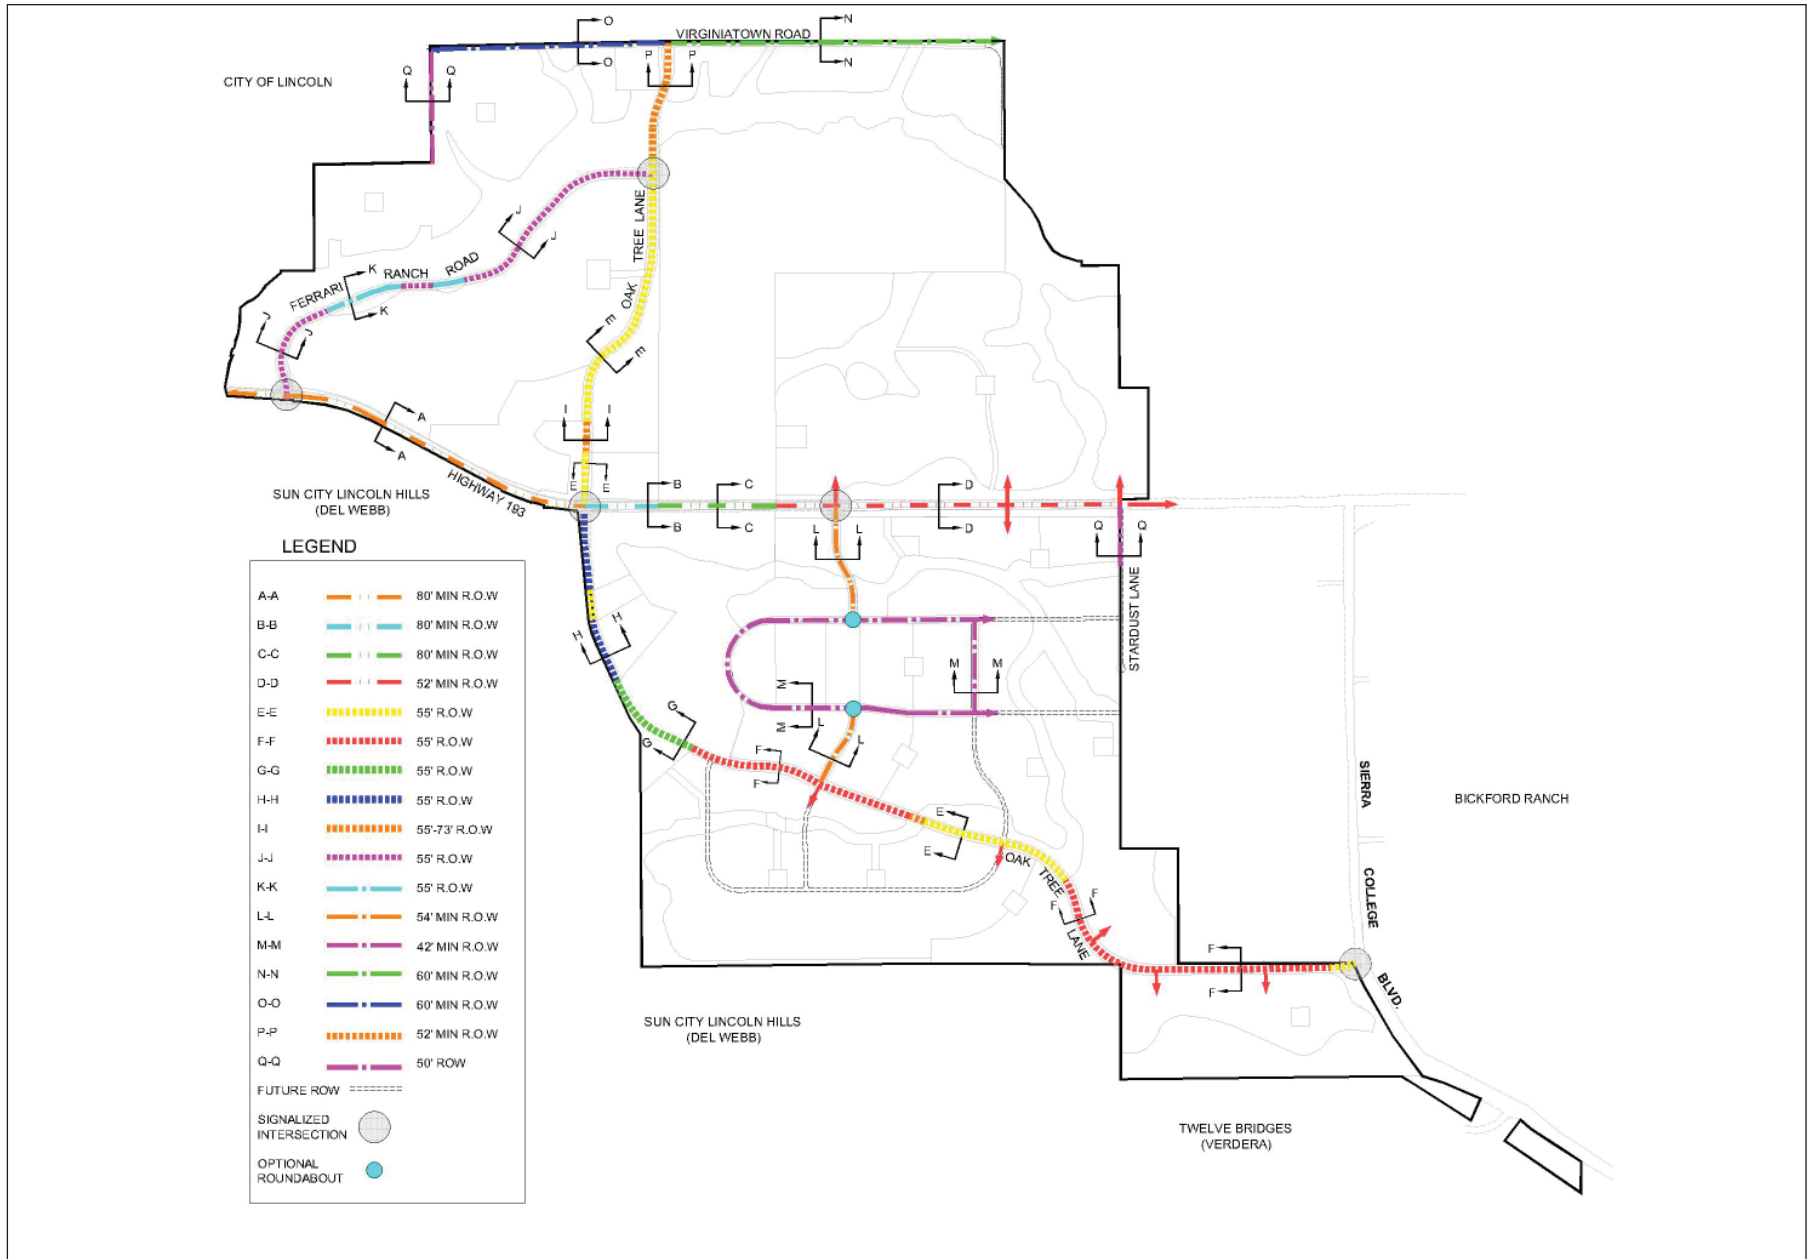 O
N
VIRGINIATOWN ROAD
P
P
O
N
Q
Q
CITY OF LINCOLN
TREE LANE
J
J
K
RANCH
ROAD
FERRARI
K
OAK
J
J
E
E
A
A
I
I
HIGHWAY 193
E
E
B
C
D
SUN CITY LINCOLN HILLS
(DEL WEBB)
B
C
D
L
L
Q
Q
STARDUST LANE
H
H
M
M
M
M
G
G
L
L
F
F
E
E
OAK
TREE
LANE
F
F
F
F
SIERRA
COLLEGE
BLVD.
BICKFORD RANCH
SUN CITY LINCOLN HILLS
(DEL WEBB)
TWELVE BRIDGES
(VERDERA)
LEGEND
A-A 80' MIN R.O.W
B-B 80' MIN R.O.W
C-C 80' MIN R.O.W
D-D 52' MIN R.O.W
E-E 55' R.O.W
F-F 55' R.O.W
G-G 55' R.O.W
H-H 55' R.O.W
I-I 55'-73' R.O.W
J-J 55' R.O.W
K-K 55' R.O.W
L-L 54' MIN R.O.W
M-M 42' MIN R.O.W
N-N 60' MIN R.O.W
O-O 60' MIN R.O.W
P-P 52' MIN R.O.W
Q-Q 50' ROW
FUTURE ROW
SIGNALIZED
INTERSECTION
OPTIONAL
ROUNDABOUT